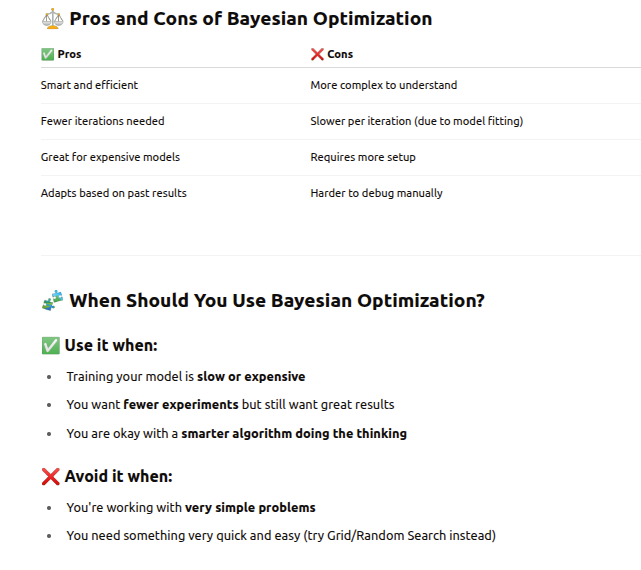 ⚖️ Pros and Cons of Bayesian Optimization
✅ Pros ❌ Cons
Smart and efficient More complex to understand
Fewer iterations needed Slower per iteration (due to model fitting)
Great for expensive models Requires more setup
Adapts based on past results Harder to debug manually
🧩 When Should You Use Bayesian Optimization?
✅ Use it when:
• Training your model is slow or expensive
• You want fewer experiments but still want great results
• You are okay with a smarter algorithm doing the thinking
❌ Avoid it when:
• You're working with very simple problems
• You need something very quick and easy (try Grid/Random Search instead)